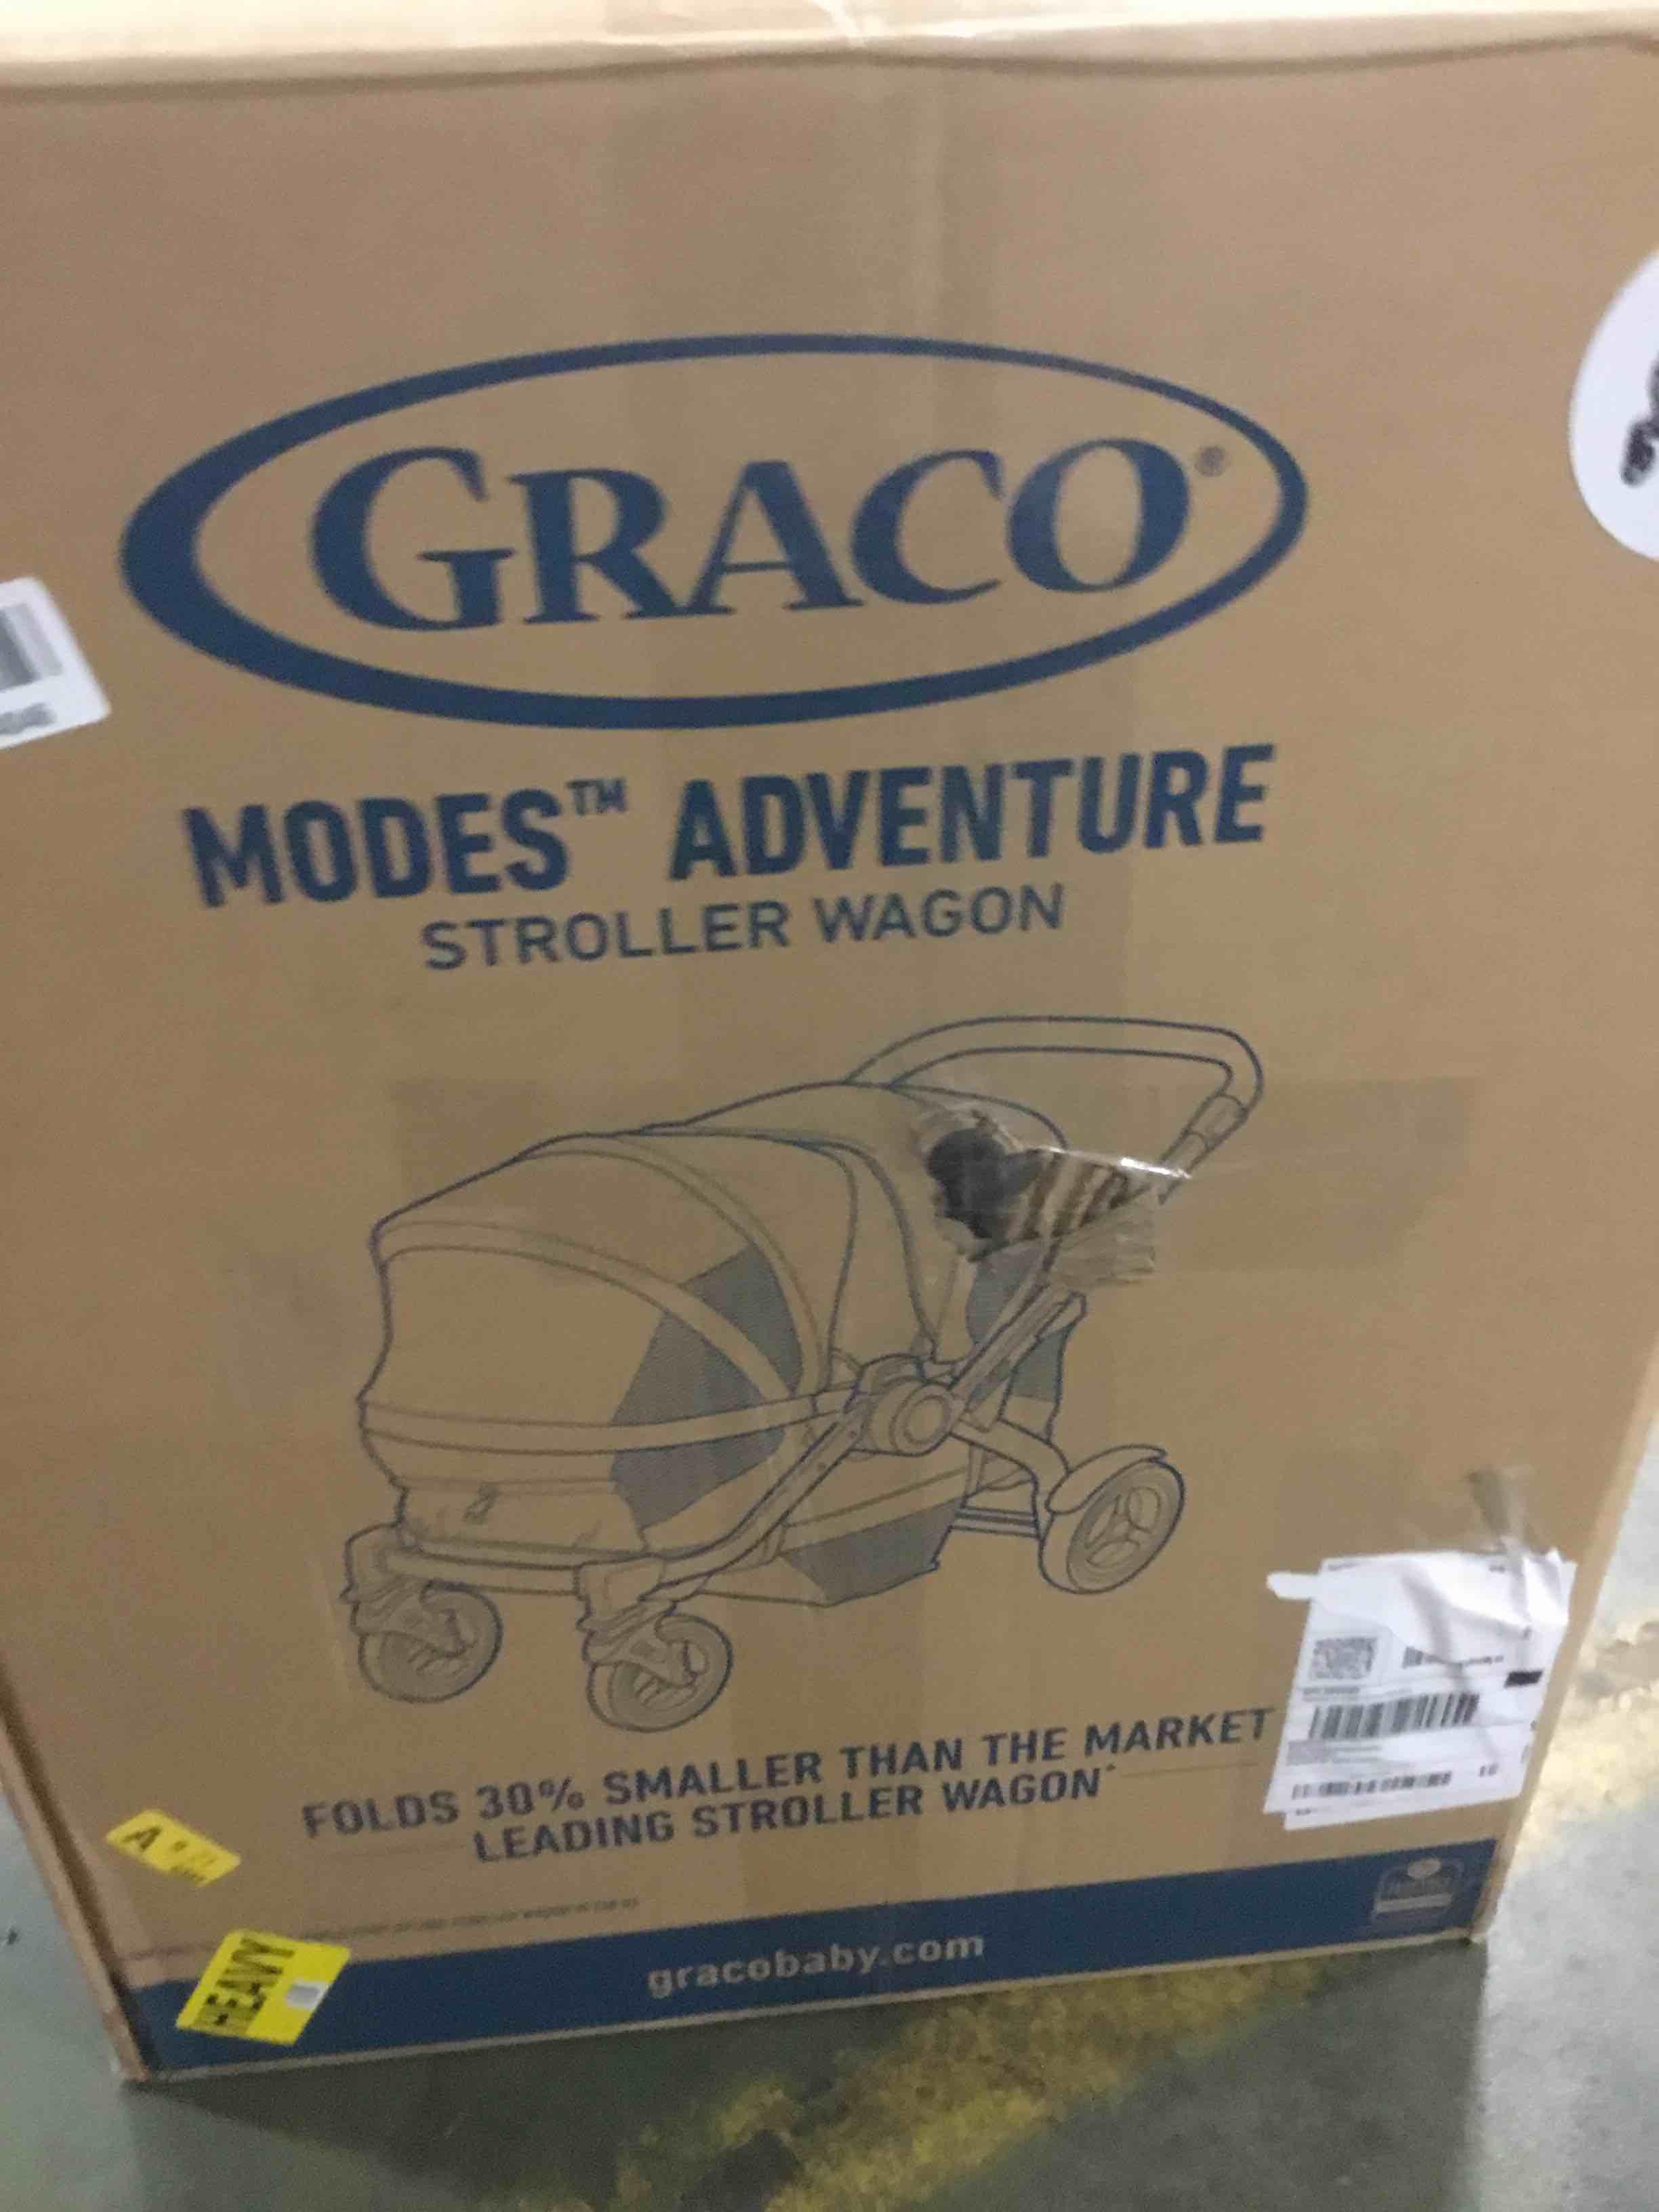 GRACO®
MODES™ ADVENTURE
STROLLER WAGON
FOLDS 30% SMALLER THAN THE MARKET
LEADING STROLLER WAGON*
A
HEAVY
gracobaby.com